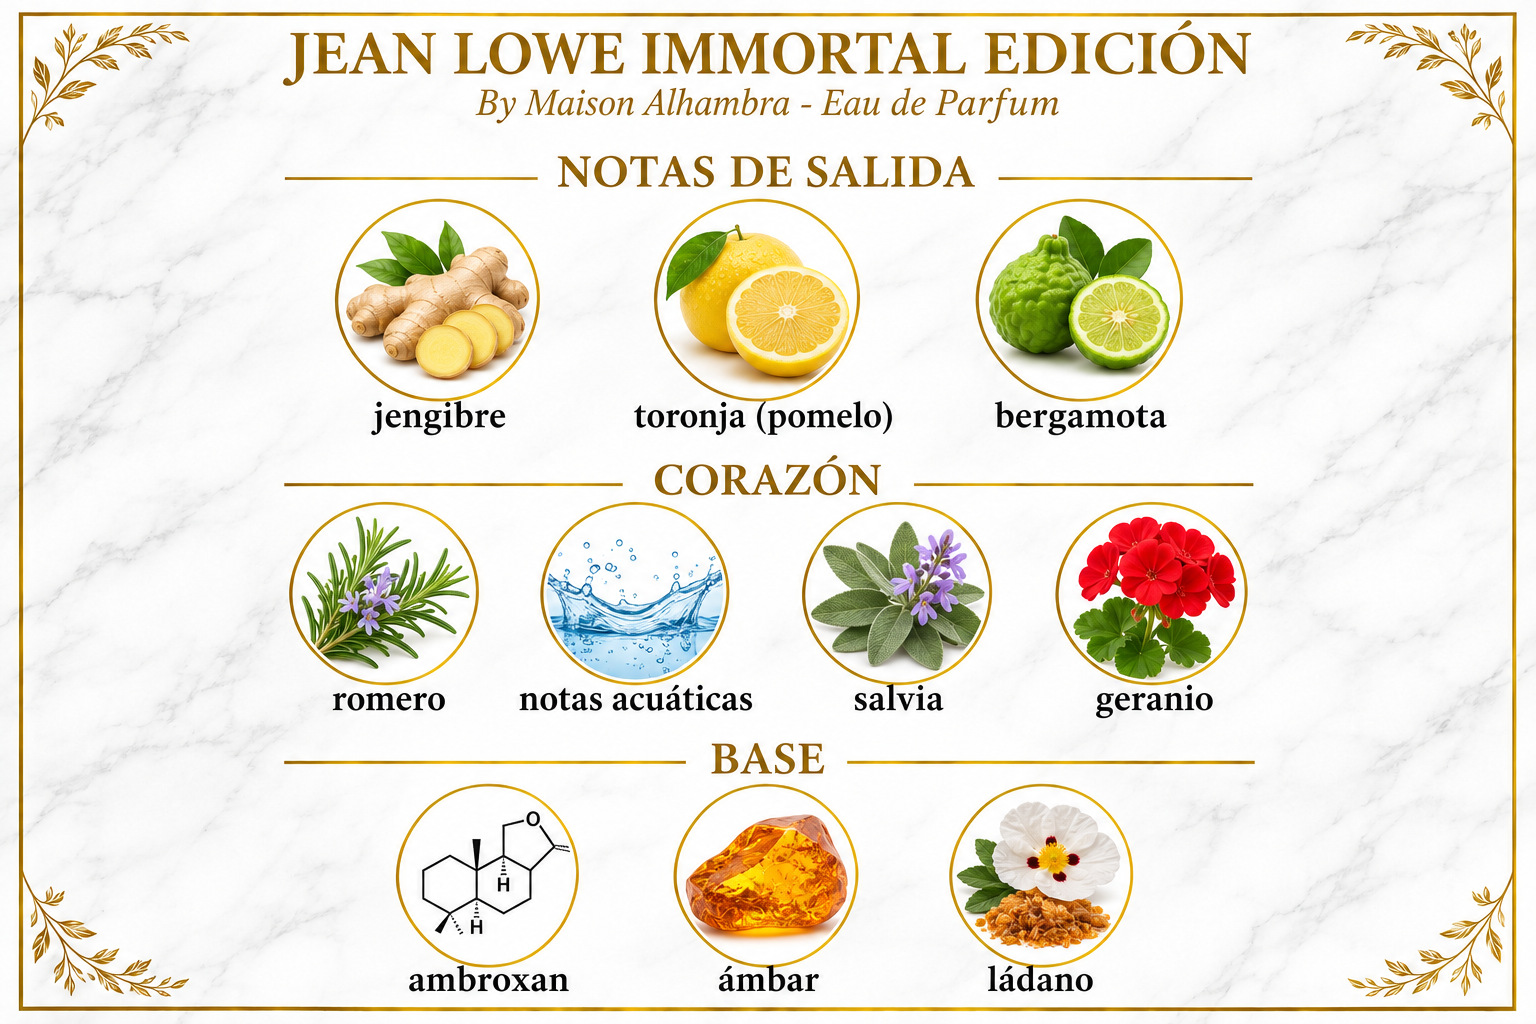 JEAN LOWE IMMORTAL EDICIÓN
By Maison Alhambra - Eau de Parfum
NOTAS DE SALIDA
jengibre
toronja (pomelo)
bergamota
CORAZÓN
romero
notas acuáticas
salvia
geranio
BASE
O
H
H
ambroxan
ámbar
ládano